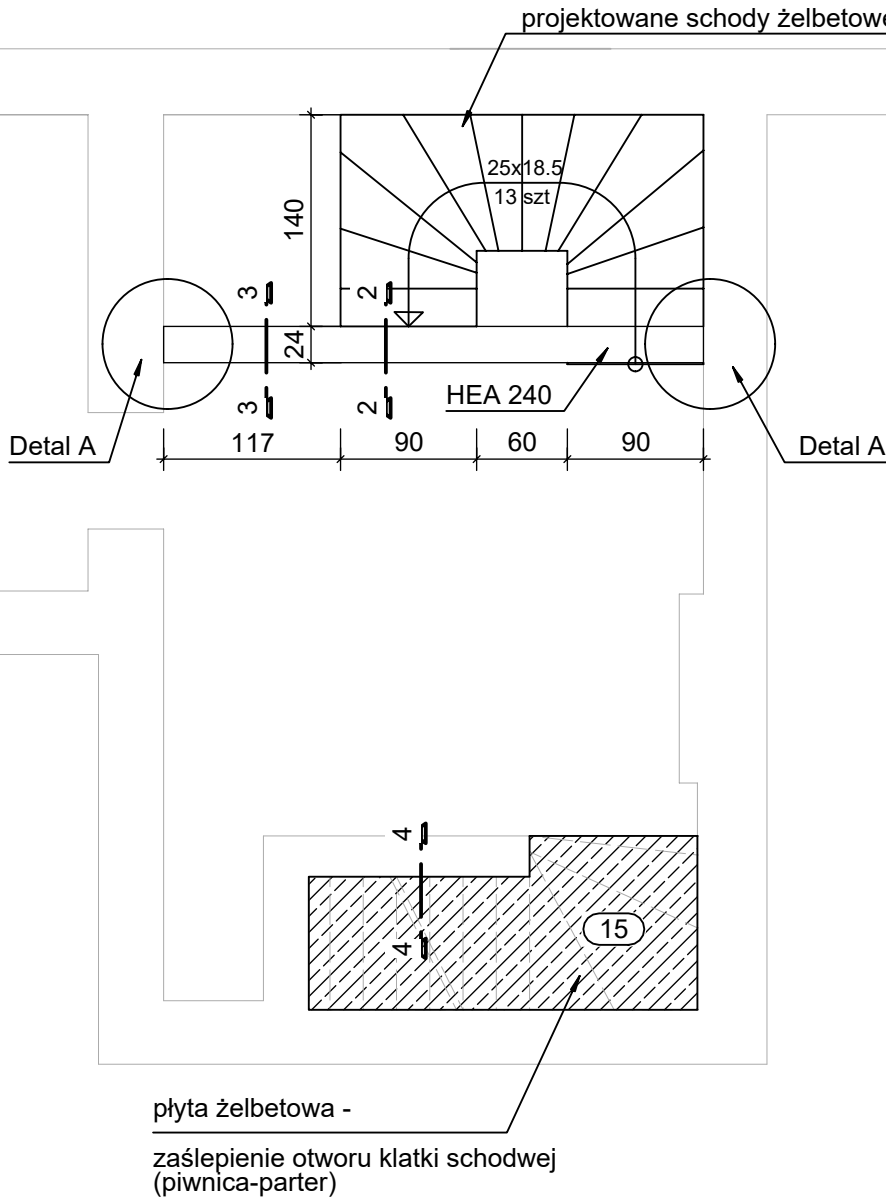 projektowane schody żelbetowe
25x18.5
13 szt
140
24
3
2
3
2
HEA 240
Detal A
Detal A
117
90
60
90
4
4
15
płyta żelbetowa -
zaślepienie otworu klatki schodwej
(piwnica-parter)